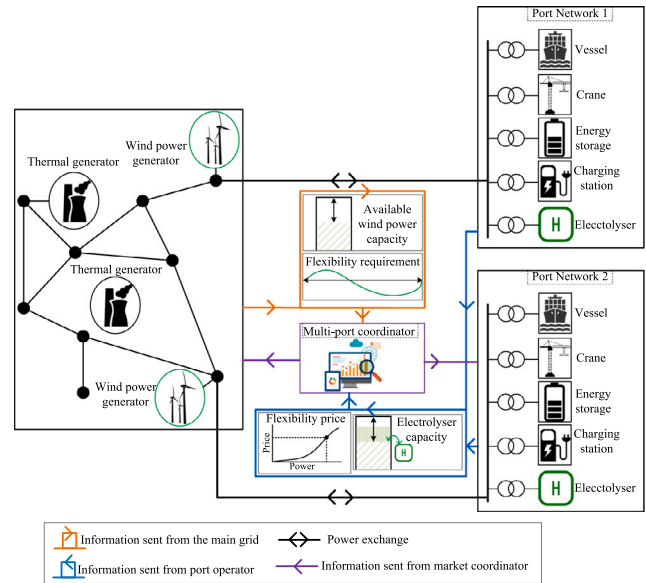 Port Network 1
Vessel
Crane
Energy
storage
Charging
station
H
Elecctolyser
Wind power
generator
Thermal generator
Thermal generator
Wind power
generator
Available
wind power
capacity
Flexibility requirement
Multi-port coordinator
Flexibility price
Price
Power
Electrolyser
capacity
H
Port Network 2
Vessel
Crane
Energy
storage
Charging
station
H
Elecctolyser
Information sent from the main grid
Power exchange
Information sent from port operator
Information sent from market coordinator